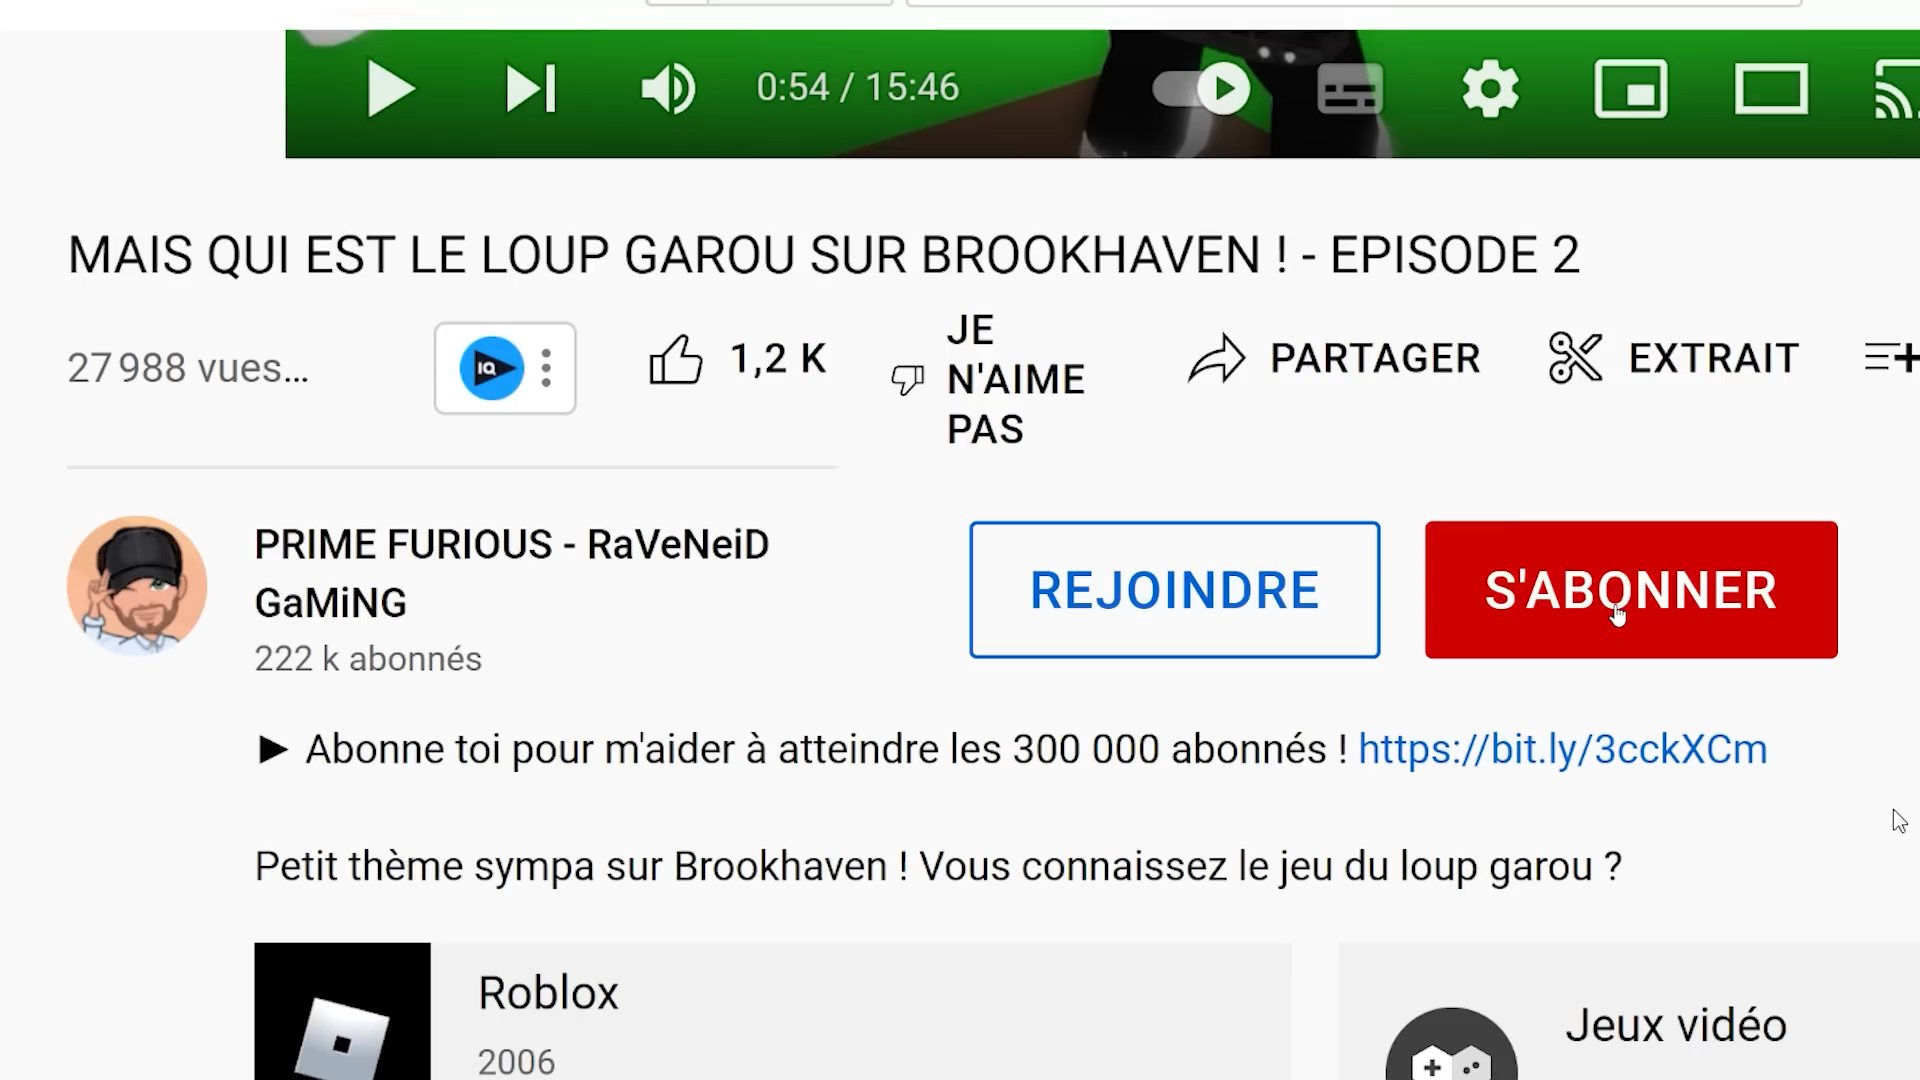 0:54 / 15:46
MAIS QUI EST LE LOUP GAROU SUR BROOKHAVEN ! - EPISODE 2
27 988 vues...
IQ
1,2 K
JE
N'AIME
PAS
PARTAGER
EXTRAIT
PRIME FURIOUS - RaVeNeiD
GaMiNG
222 k abonnés
REJOINDRE
S'ABONNER
► Abonne toi pour m'aider à atteindre les 300 000 abonnés ! https://bit.ly/3cckXCm
Petit thème sympa sur Brookhaven ! Vous connaissez le jeu du loup garou ?
Roblox
2006
Jeux vidéo